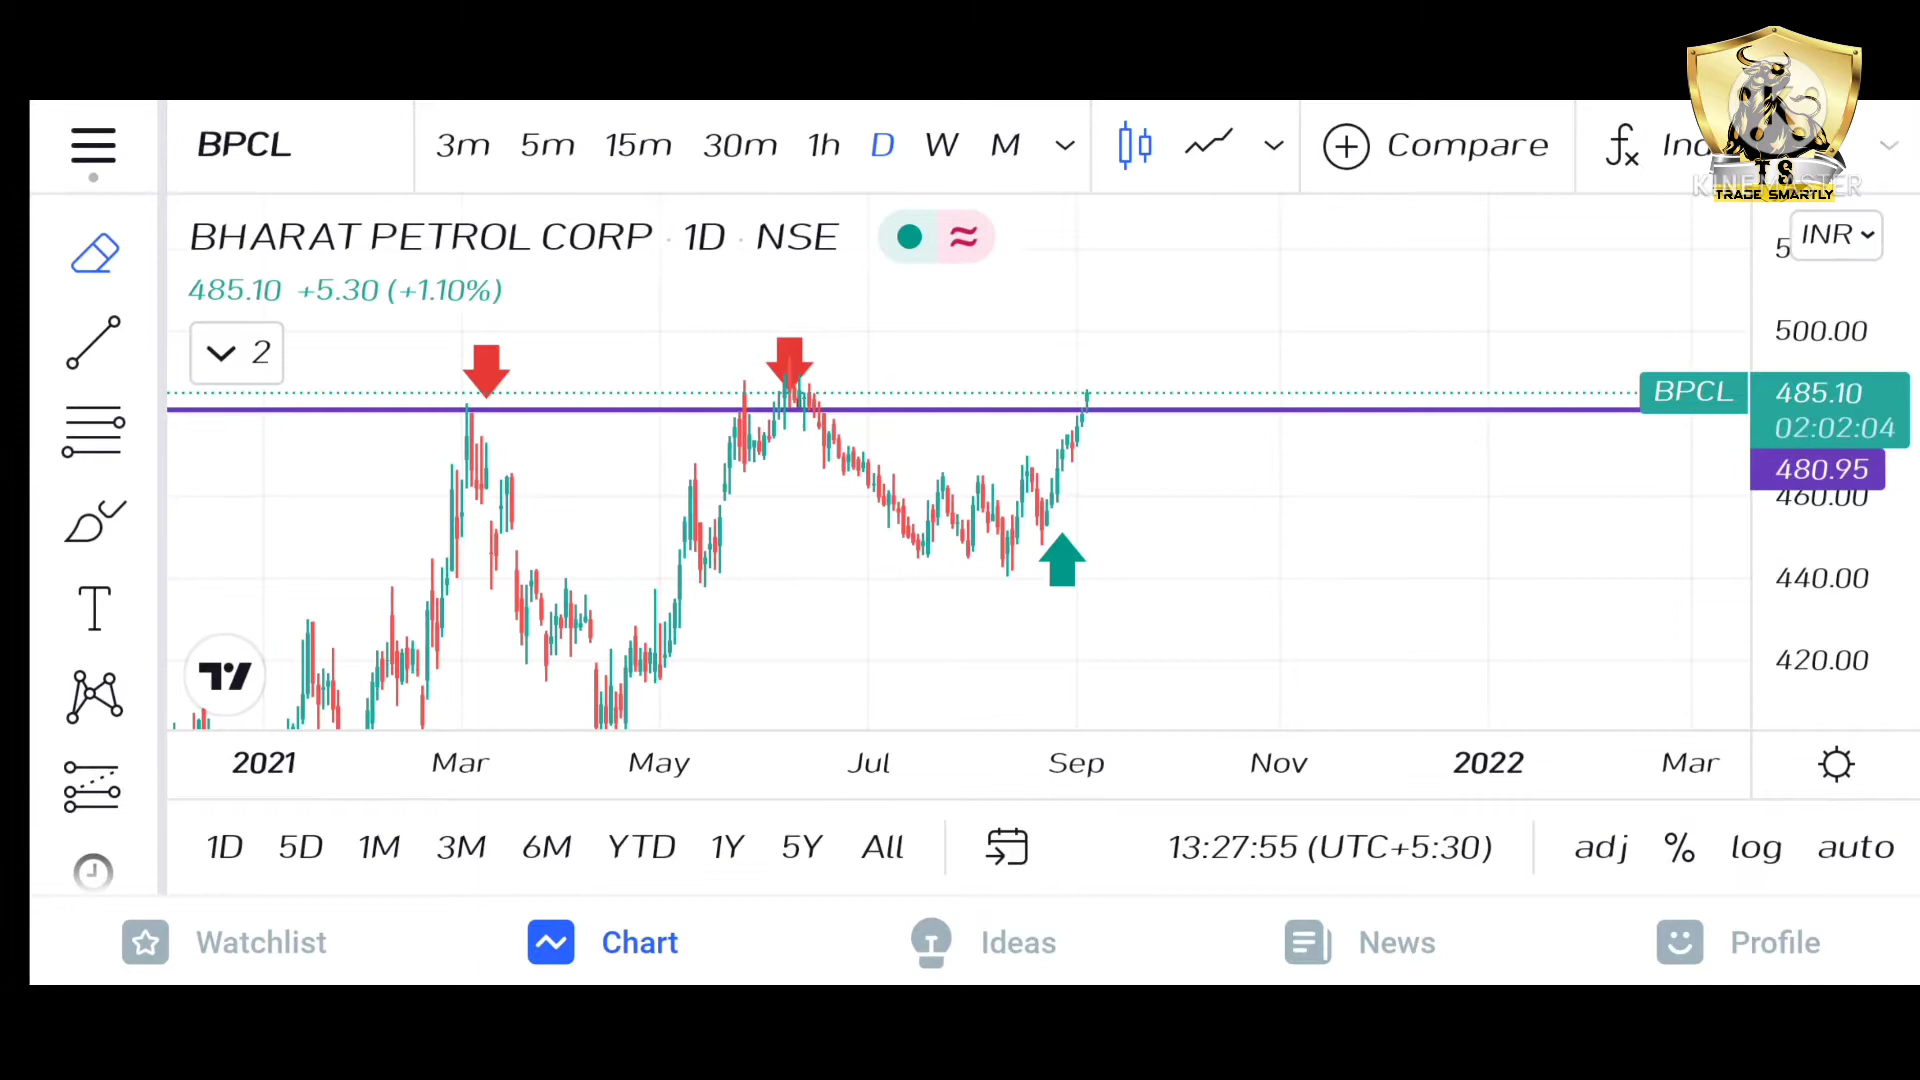 BPCL
3m 5m 15m 30m 1h D W M
Compare
fx
TS
TRADE SMARTLY
KINEMASTER
BHARAT PETROL CORP · 1D · NSE
485.10 +5.30 (+1.10%)
2
INR
500.00
BPCL 485.10
02:02:04
480.95
460.00
440.00
420.00
2021 Mar May Jul Sep Nov 2022 Mar
1D 5D 1M 3M 6M YTD 1Y 5Y All
13:27:55 (UTC+5:30)
adj % log auto
Watchlist Chart Ideas News Profile